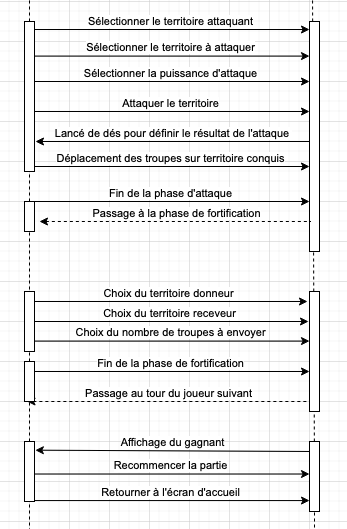 Sélectionner le territoire attaquant
Sélectionner le territoire à attaquer
Sélectionner la puissance d'attaque
Attaquer le territoire
Lancé de dés pour définir le résultat de l'attaque
Déplacement des troupes sur territoire conquis
Fin de la phase d'attaque
Passage à la phase de fortification
Choix du territoire donneur
Choix du territoire receveur
Choix du nombre de troupes à envoyer
Fin de la phase de fortification
Passage au tour du joueur suivant
Affichage du gagnant
Recommencer la partie
Retourner à l'écran d'accueil